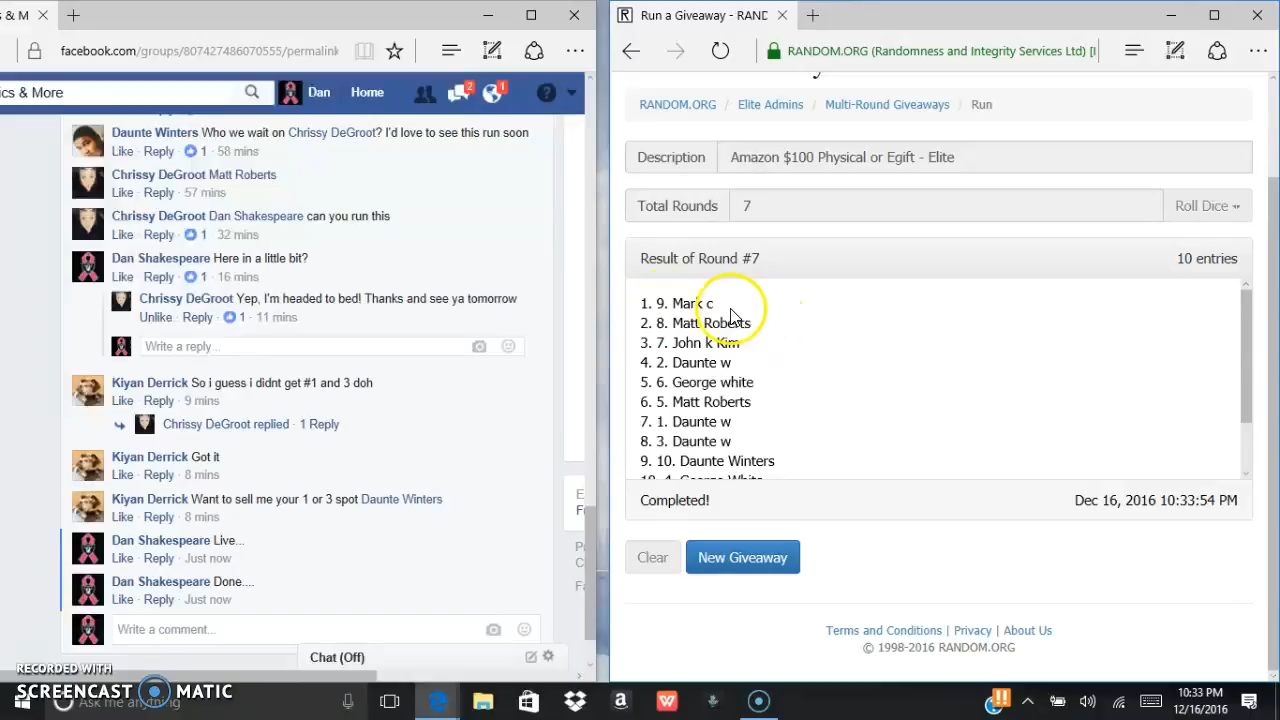 s & M
Run a Giveaway - RAND
facebook.com/groups/807427486070555/permalink
RANDOM.ORG (Randomness and Integrity Services Ltd) [I
ics & More
Dan
Home
2
1
Daunte Winters Who we wait on Chrissy DeGroot? I'd love to see this run soon
Like · Reply · 1 · 58 mins
Chrissy DeGroot Matt Roberts
Like · Reply · 57 mins
Chrissy DeGroot Dan Shakespeare can you run this
Like · Reply · 1 · 32 mins
Dan Shakespeare Here in a little bit?
Like · Reply · 1 · 16 mins
Chrissy DeGroot Yep, I'm headed to bed! Thanks and see ya tomorrow
Unlike · Reply · 1 · 11 mins
Write a reply...
Kiyan Derrick So i guess i didnt get #1 and 3 doh
Like · Reply · 9 mins
Chrissy DeGroot replied · 1 Reply
Kiyan Derrick Got it
Like · Reply · 8 mins
Kiyan Derrick Want to sell me your 1 or 3 spot Daunte Winters
Like · Reply · 8 mins
Dan Shakespeare Live...
Like · Reply · Just now
Dan Shakespeare Done....
Like · Reply · Just now
Write a comment...
Chat (Off)
RANDOM.ORG
Elite Admins
Multi-Round Giveaways
Run
Description
Amazon $100 Physical or Egift - Elite
Total Rounds
7
Roll Dice
Result of Round #7
10 entries
1. 9. Mark c
2. 8. Matt Roberts
3. 7. John k Kim
4. 2. Daunte w
5. 6. George white
6. 5. Matt Roberts
7. 1. Daunte w
8. 3. Daunte w
9. 10. Daunte Winters
10. 4. George White
Completed!
Dec 16, 2016 10:33:54 PM
Clear
New Giveaway
Terms and Conditions | Privacy | About Us
© 1998-2016 RANDOM.ORG
RECORDED WITH
SCREENCAST MATIC
Ask me anything
10:33 PM
12/16/2016